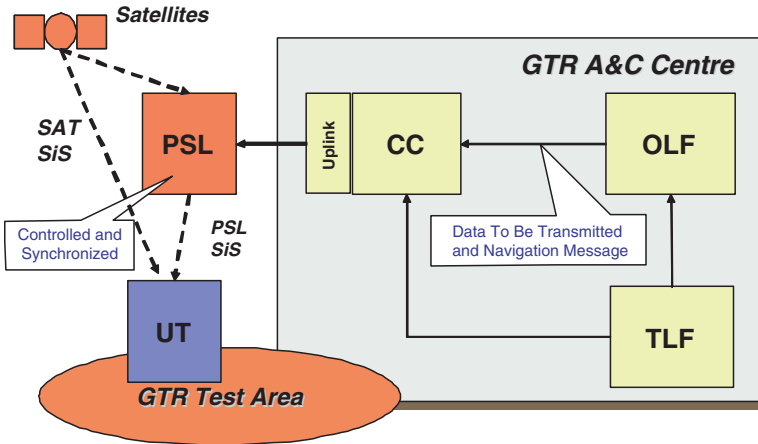 Satellites
GTR A&C Centre
SAT
SiS
PSL
Uplink
CC
OLF
Controlled and
Synchronized
PSL
SiS
Data To Be Transmitted
and Navigation Message
UT
TLF
GTR Test Area